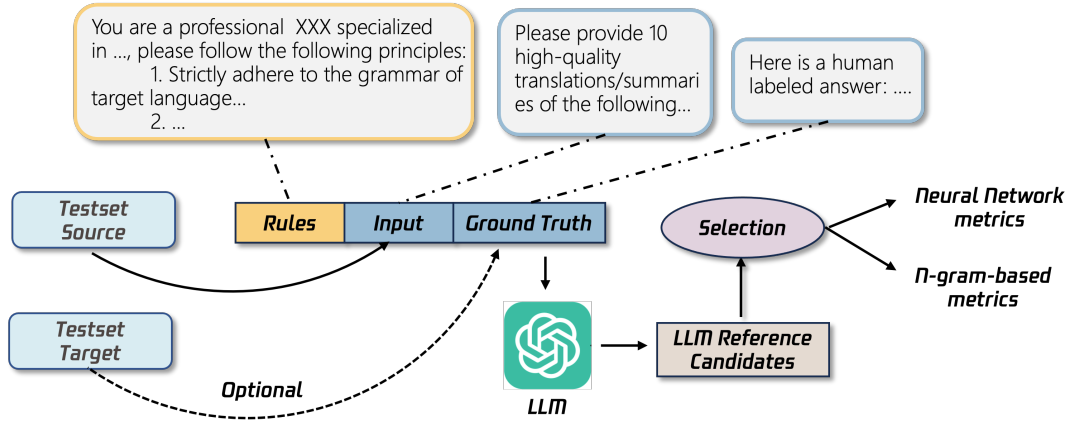 You are a professional XXX specialized
in ..., please follow the following principles:
1. Strictly adhere to the grammar of
target language...
2. ...
Please provide 10
high-quality
translations/summari
es of the following...
Here is a human
labeled answer: ....
Testset
Source
Rules
Input
Ground Truth
Selection
Neural Network
metrics
N-gram-based
metrics
Testset
Target
Optional
LLM
LLM Reference
Candidates